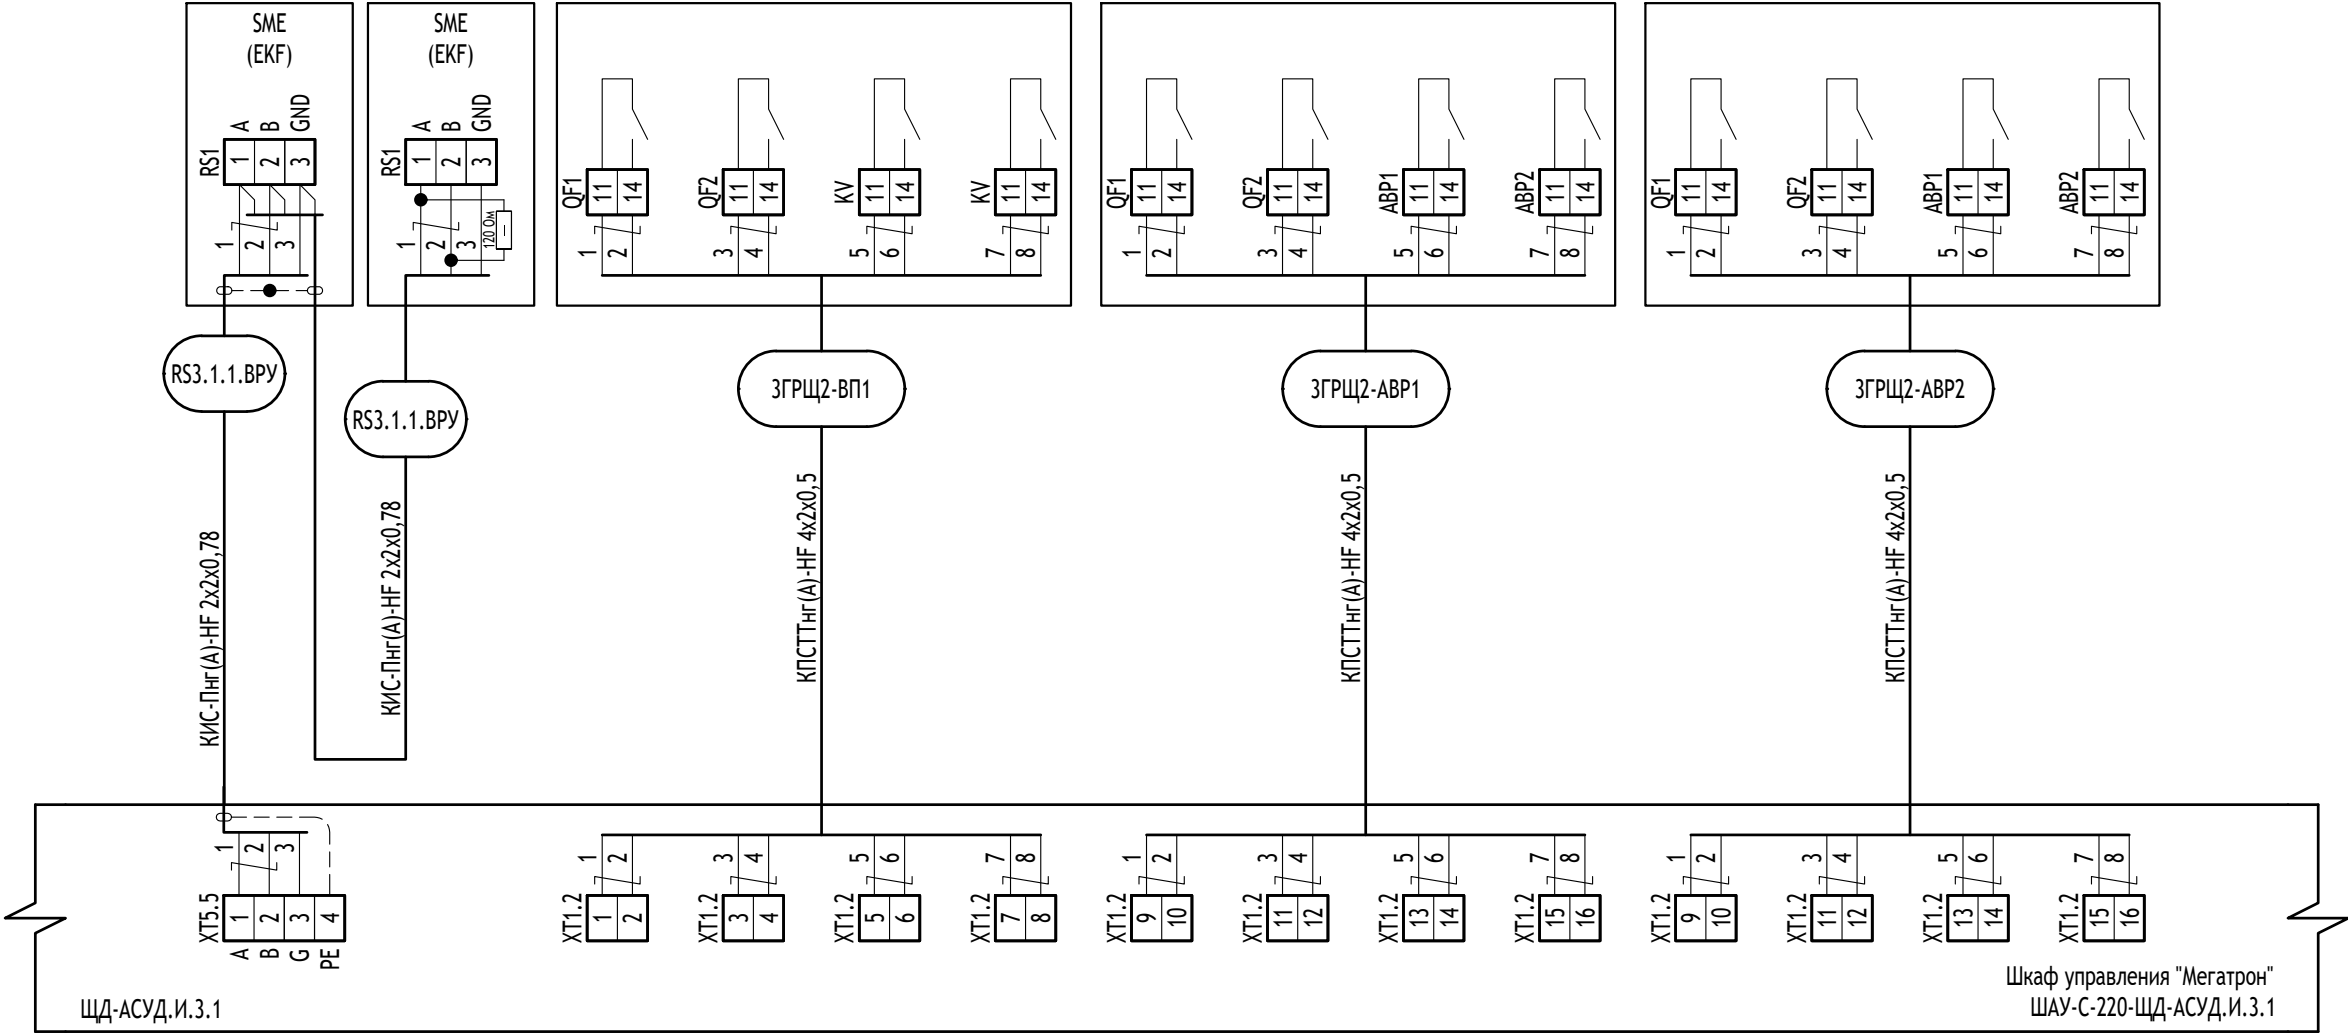 SME
(EKF)
SME
(EKF)
A
B
GND
RS1
1
2
3
1
2
3
A
B
GND
RS1
1
2
3
1
2
3
120 Ом
QF1
11
14
1
2
QF2
11
14
3
4
KV
11
14
5
6
KV
11
14
7
8
QF1
11
14
1
2
QF2
11
14
3
4
АВР1
11
14
5
6
АВР2
11
14
7
8
QF1
11
14
1
2
QF2
11
14
3
4
АВР1
11
14
5
6
АВР2
11
14
7
8
RS3.1.1.ВРУ
RS3.1.1.ВРУ
3ГРЩ2-ВП1
3ГРЩ2-АВР1
3ГРЩ2-АВР2
КИС-Пнг(А)-HF 2х2х0,78
КИС-Пнг(А)-HF 2х2х0,78
КПСТТнг(А)-HF 4х2х0,5
КПСТТнг(А)-HF 4х2х0,5
КПСТТнг(А)-HF 4х2х0,5
1
2
3
XT5.5
1
2
3
4
A
B
G
PE
1
2
XT1.2
1
2
3
4
XT1.2
3
4
5
6
XT1.2
5
6
7
8
XT1.2
7
8
1
2
XT1.2
9
10
3
4
XT1.2
11
12
5
6
XT1.2
13
14
7
8
XT1.2
15
16
1
2
XT1.2
9
10
3
4
XT1.2
11
12
5
6
XT1.2
13
14
7
8
XT1.2
15
16
ЩД-АСУД.И.3.1
Шкаф управления "Мегатрон"
ШАУ-С-220-ЩД-АСУД.И.3.1